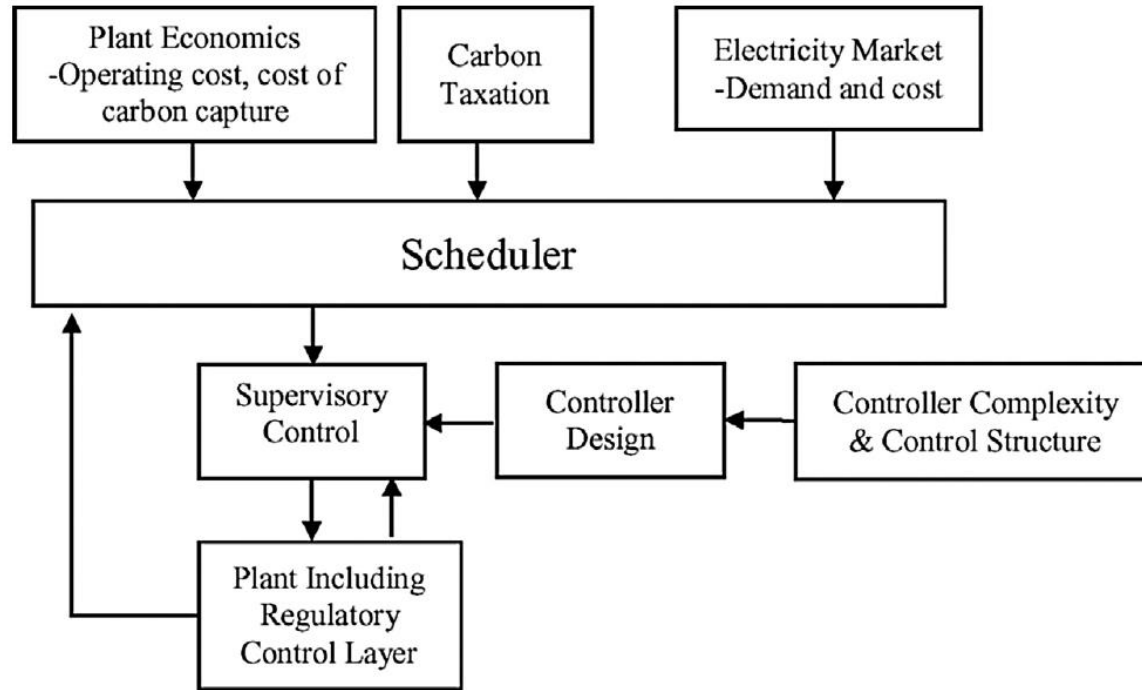 Plant Economics
-Operating cost, cost of
carbon capture
Carbon
Taxation
Electricity Market
-Demand and cost
Scheduler
Supervisory
Control
Controller
Design
Controller Complexity
& Control Structure
Plant Including
Regulatory
Control Layer